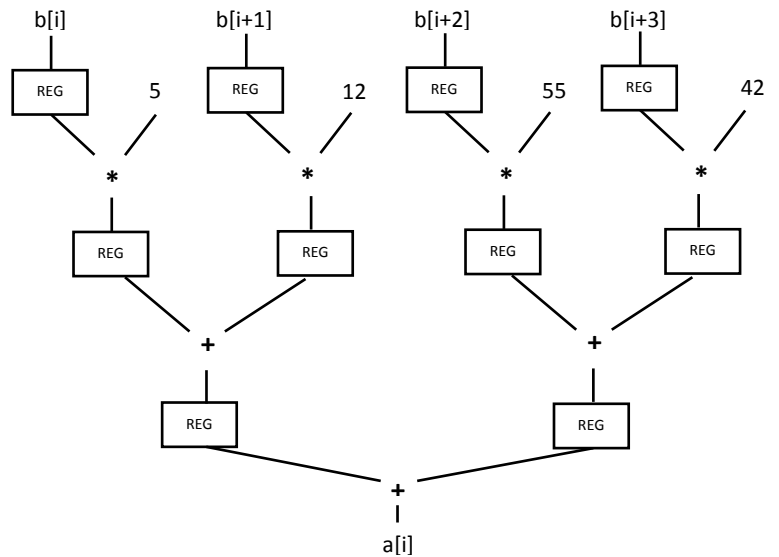 b[i] b[i+1] b[i+2] b[i+3]
REG 5 REG 12 REG 55 REG 42
* * * *
REG REG REG REG
+ +
REG REG
+
a[i]